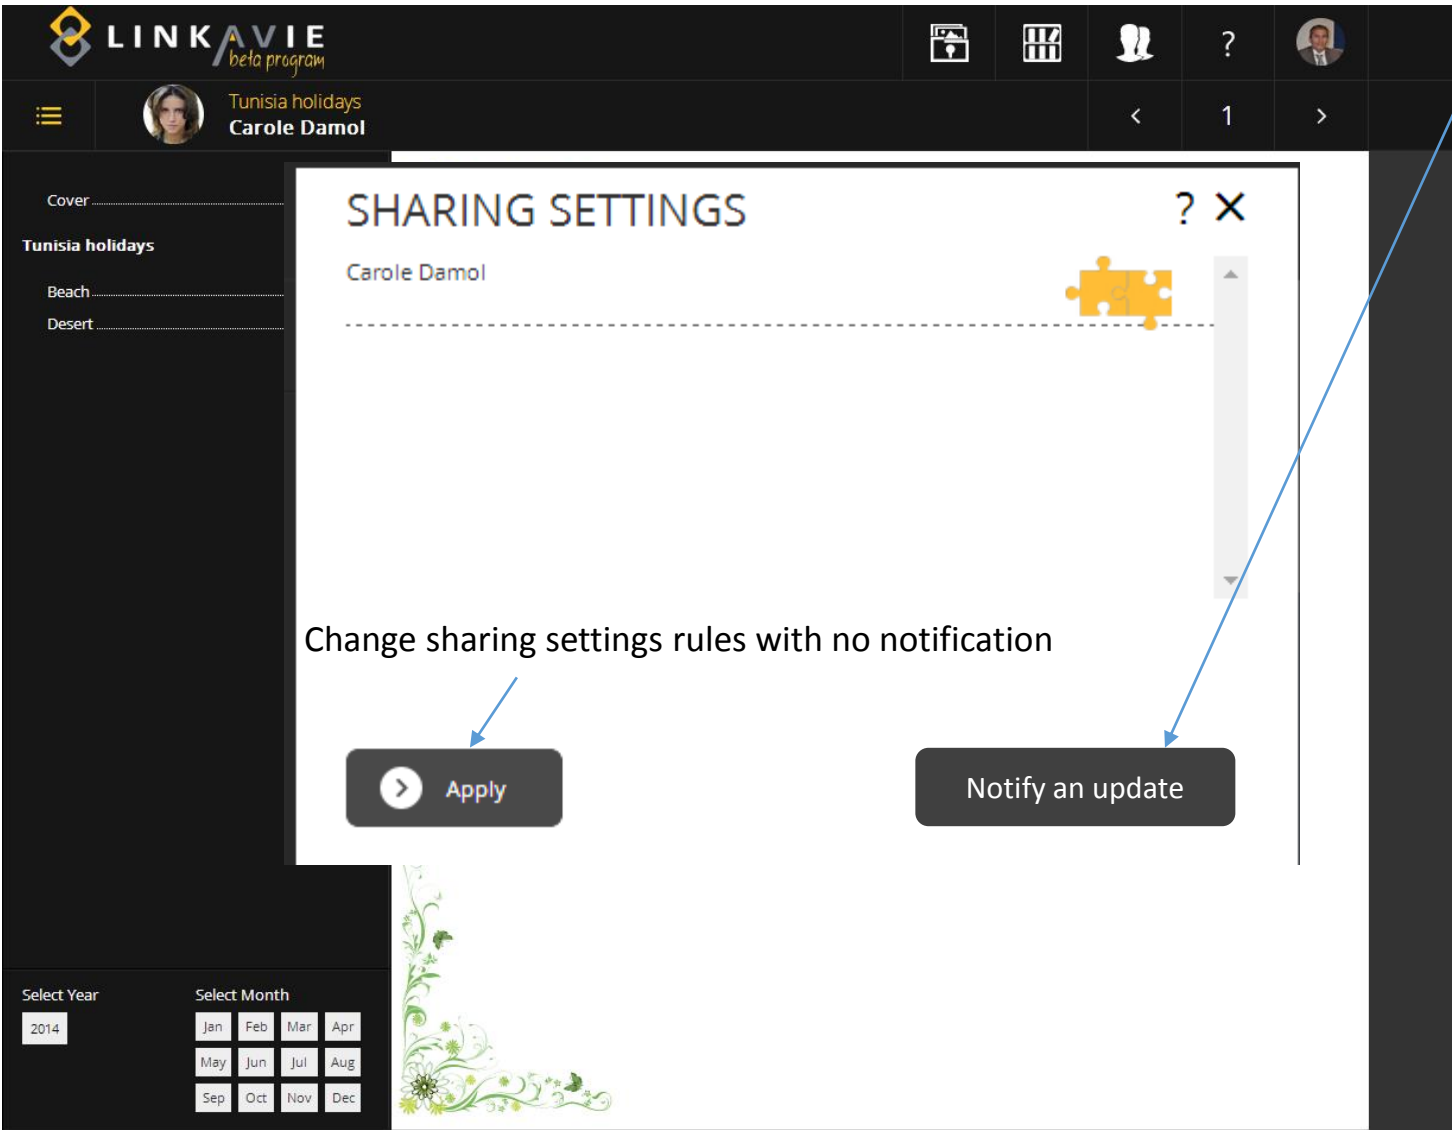 LINKAVIE
beta program
?
Tunisia holidays
Carole Damol
1
Cover
Tunisia holidays
Beach
Desert
SHARING SETTINGS
?
Carole Damol
Change sharing settings rules with no notification
Apply
Notify an update
Select Year
Select Month
2014
Jan Feb Mar Apr
May Jun Jul Aug
Sep Oct Nov Dec